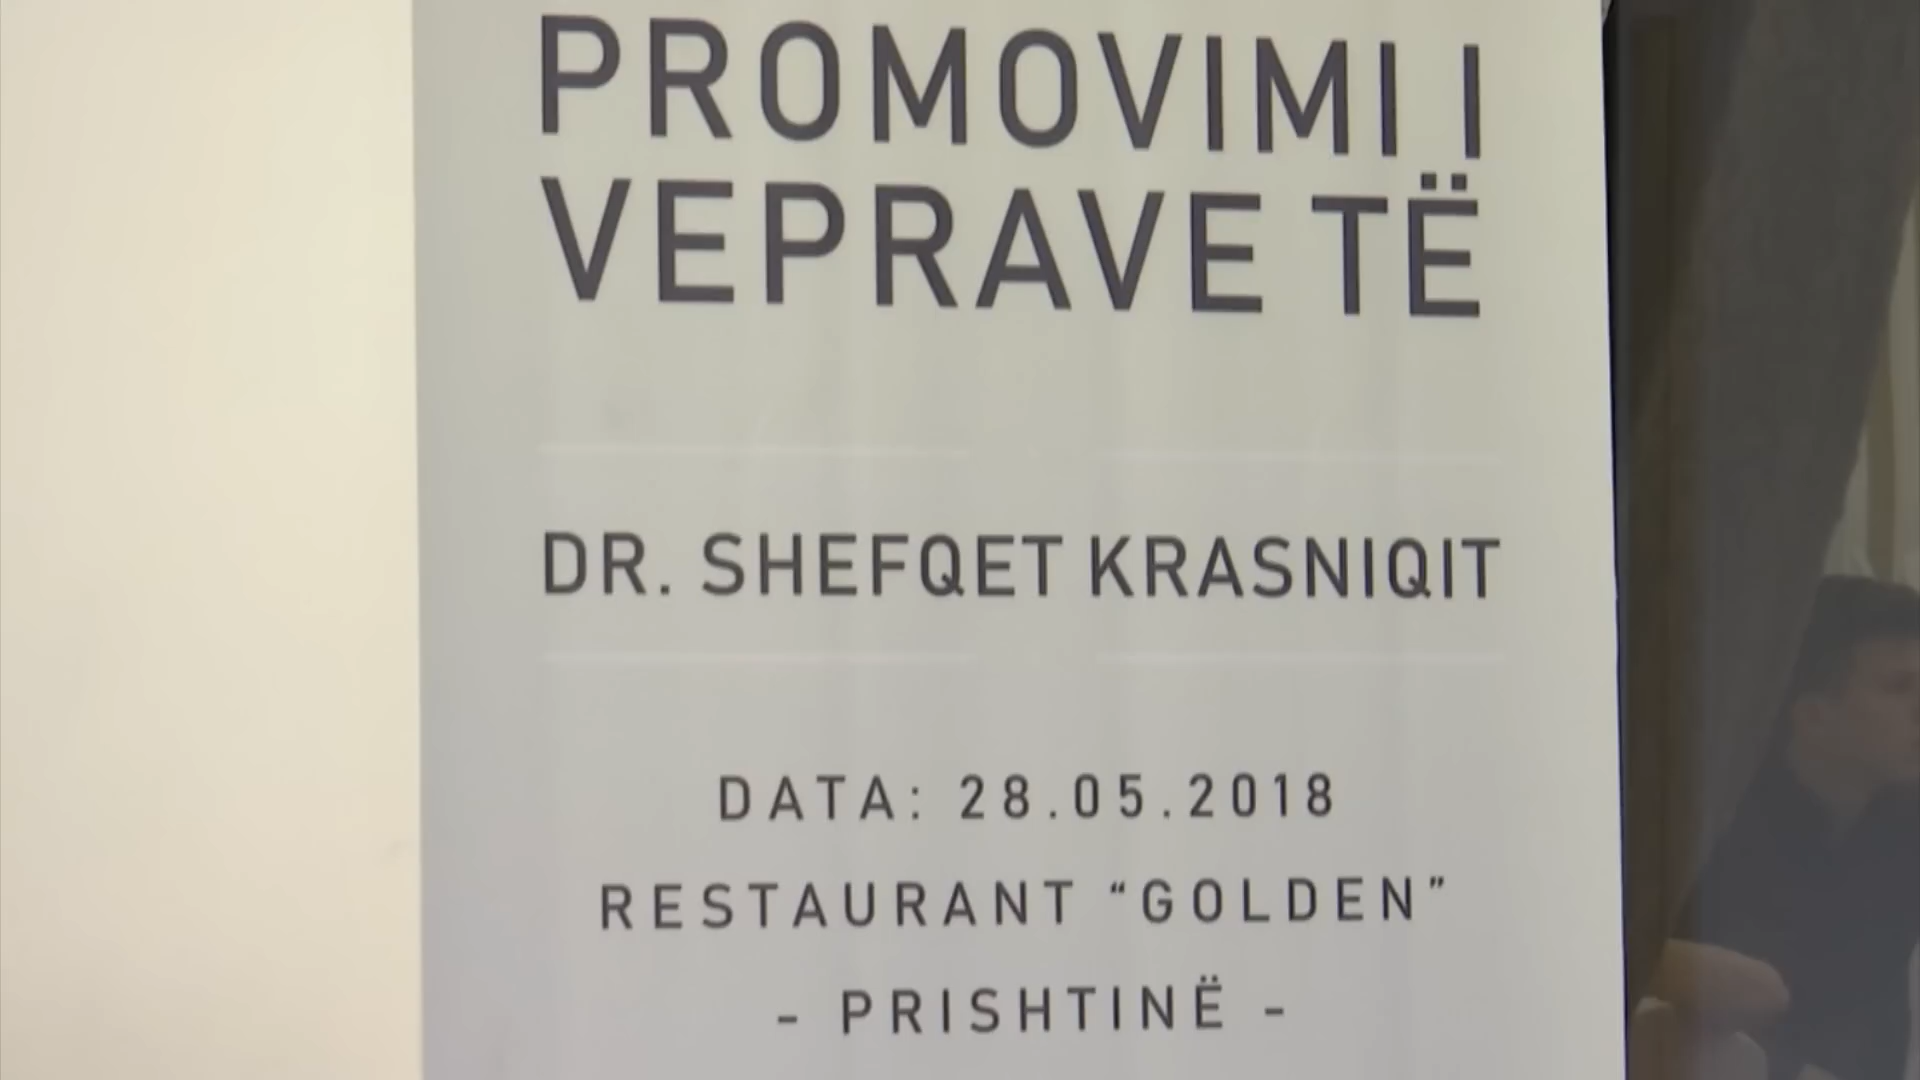 PROMOVIMI I
VEPRAVE TË
DR. SHEFQET KRASNIQIT
DATA: 28.05.2018
RESTAURANT “GOLDEN”
- PRISHTINË -